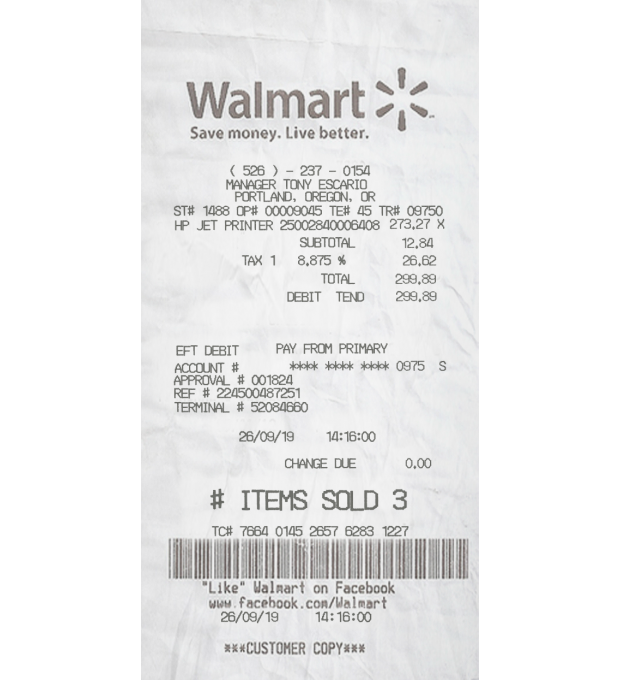 Walmart
Save money. Live better.
( 526 ) - 237 - 0154
MANAGER TONY ESCARIO
PORTLAND, OREGON, OR
ST# 1488 OP# 00009045 TE# 45 TR# 09750
HP JET PRINTER 25002840006408 273.27 X
SUBTOTAL 12.84
TAX 1 8.875 % 26.62
TOTAL 299.89
DEBIT TEND 299.89
EFT DEBIT PAY FROM PRIMARY
ACCOUNT # **** **** **** 0975 S
APPROVAL # 001824
REF # 224500487251
TERMINAL # 52084660
26/09/19 14:16:00
CHANGE DUE 0.00
# ITEMS SOLD 3
TC# 7664 0145 2657 6283 1227
"Like" Walmart on Facebook
www.facebook.com/Walmart
26/09/19 14:16:00
***CUSTOMER COPY***